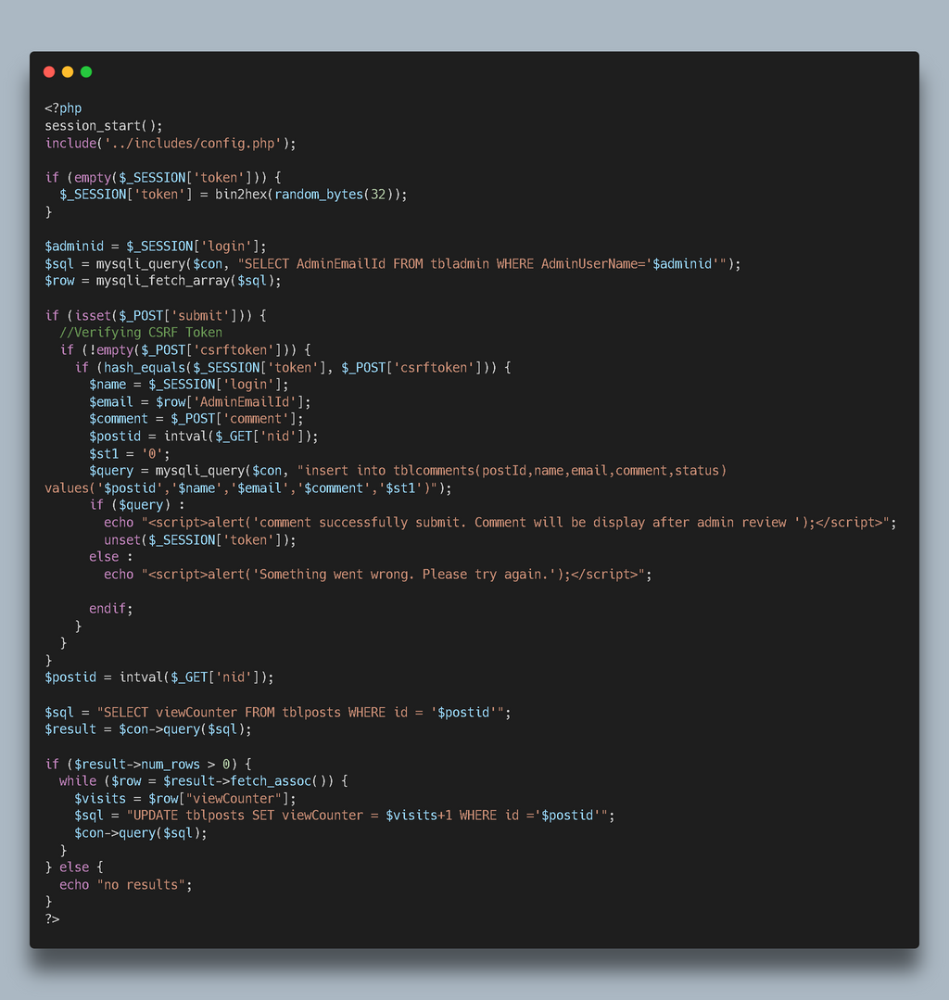 <?php
session_start();
include('../includes/config.php');
if (empty($_SESSION['token'])) {
$_SESSION['token'] = bin2hex(random_bytes(32));
}
$adminid = $_SESSION['login'];
$sql = mysqli_query($con, "SELECT AdminEmailId FROM tbladmin WHERE AdminUserName='$adminid'");
$row = mysqli_fetch_array($sql);
if (isset($_POST['submit'])) {
//Verifying CSRF Token
if (!empty($_POST['csrftoken'])) {
if (hash_equals($_SESSION['token'], $_POST['csrftoken'])) {
$name = $_SESSION['login'];
$email = $row['AdminEmailId'];
$comment = $_POST['comment'];
$postid = intval($_GET['nid']);
$st1 = '0';
$query = mysqli_query($con, "insert into tblcomments(postId,name,email,comment,status)
values('$postid','$name','$email','$comment','$st1')");
if ($query) :
echo "<script>alert('comment successfully submit. Comment will be display after admin review ');</script>";
unset($_SESSION['token']);
else :
echo "<script>alert('Something went wrong. Please try again.');</script>";
endif;
}
}
}
$postid = intval($_GET['nid']);
$sql = "SELECT viewCounter FROM tblposts WHERE id = '$postid'";
$result = $con->query($sql);
if ($result->num_rows > 0) {
while ($row = $result->fetch_assoc()) {
$visits = $row["viewCounter"];
$sql = "UPDATE tblposts SET viewCounter = $visits+1 WHERE id ='$postid'";
$con->query($sql);
}
} else {
echo "no results";
}
?>